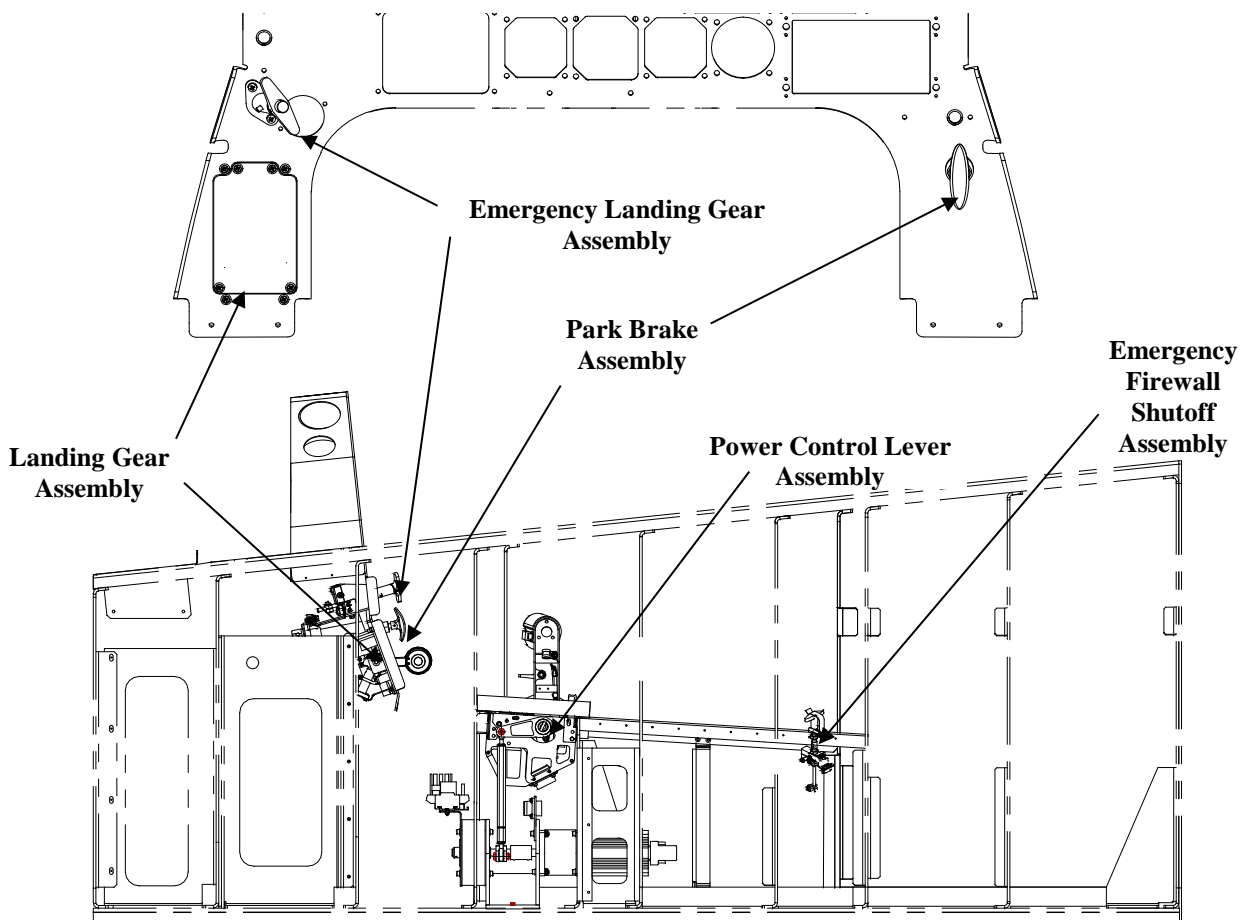 Emergency Landing Gear
Assembly
Park Brake
Assembly
Emergency
Firewall
Shutoff
Assembly
Landing Gear
Assembly
Power Control Lever
Assembly